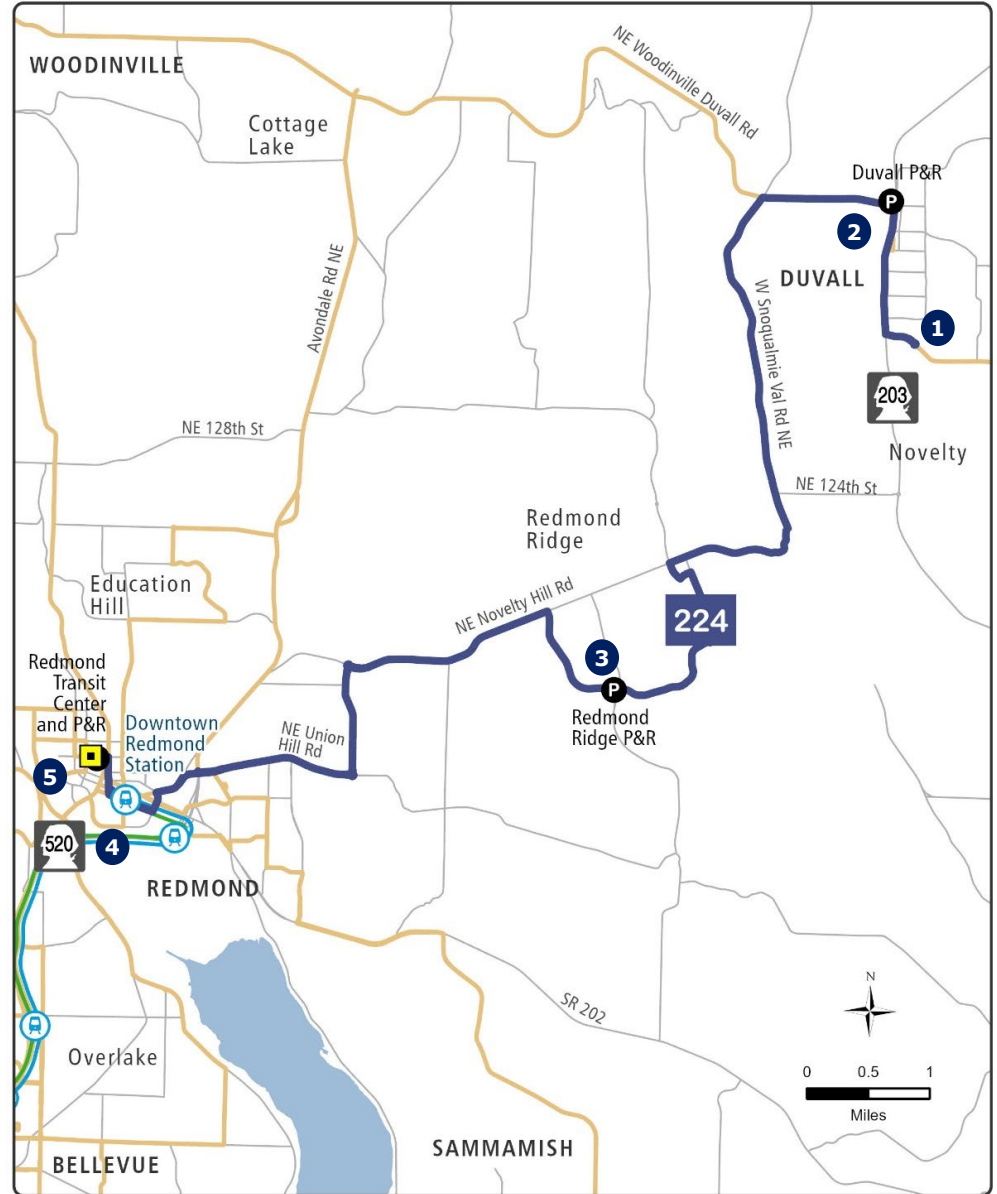 WOODINVILLE
Cottage
Lake
NE Woodinville Duvall Rd
Duvall P&R
P
2
DUVALL
1
Avondale Rd NE
W Snoqualmie Val Rd NE
203
Novelty
NE 128th St
NE 124th St
Redmond
Ridge
Education
Hill
NE Novelty Hill Rd
224
3
P
Redmond
Ridge P&R
Redmond
Transit
Center
and P&R
Downtown
Redmond
Station
NE Union
Hill Rd
5
520
4
REDMOND
SR 202
N
Overlake
0 0.5 1
Miles
SAMMAMISH
BELLEVUE